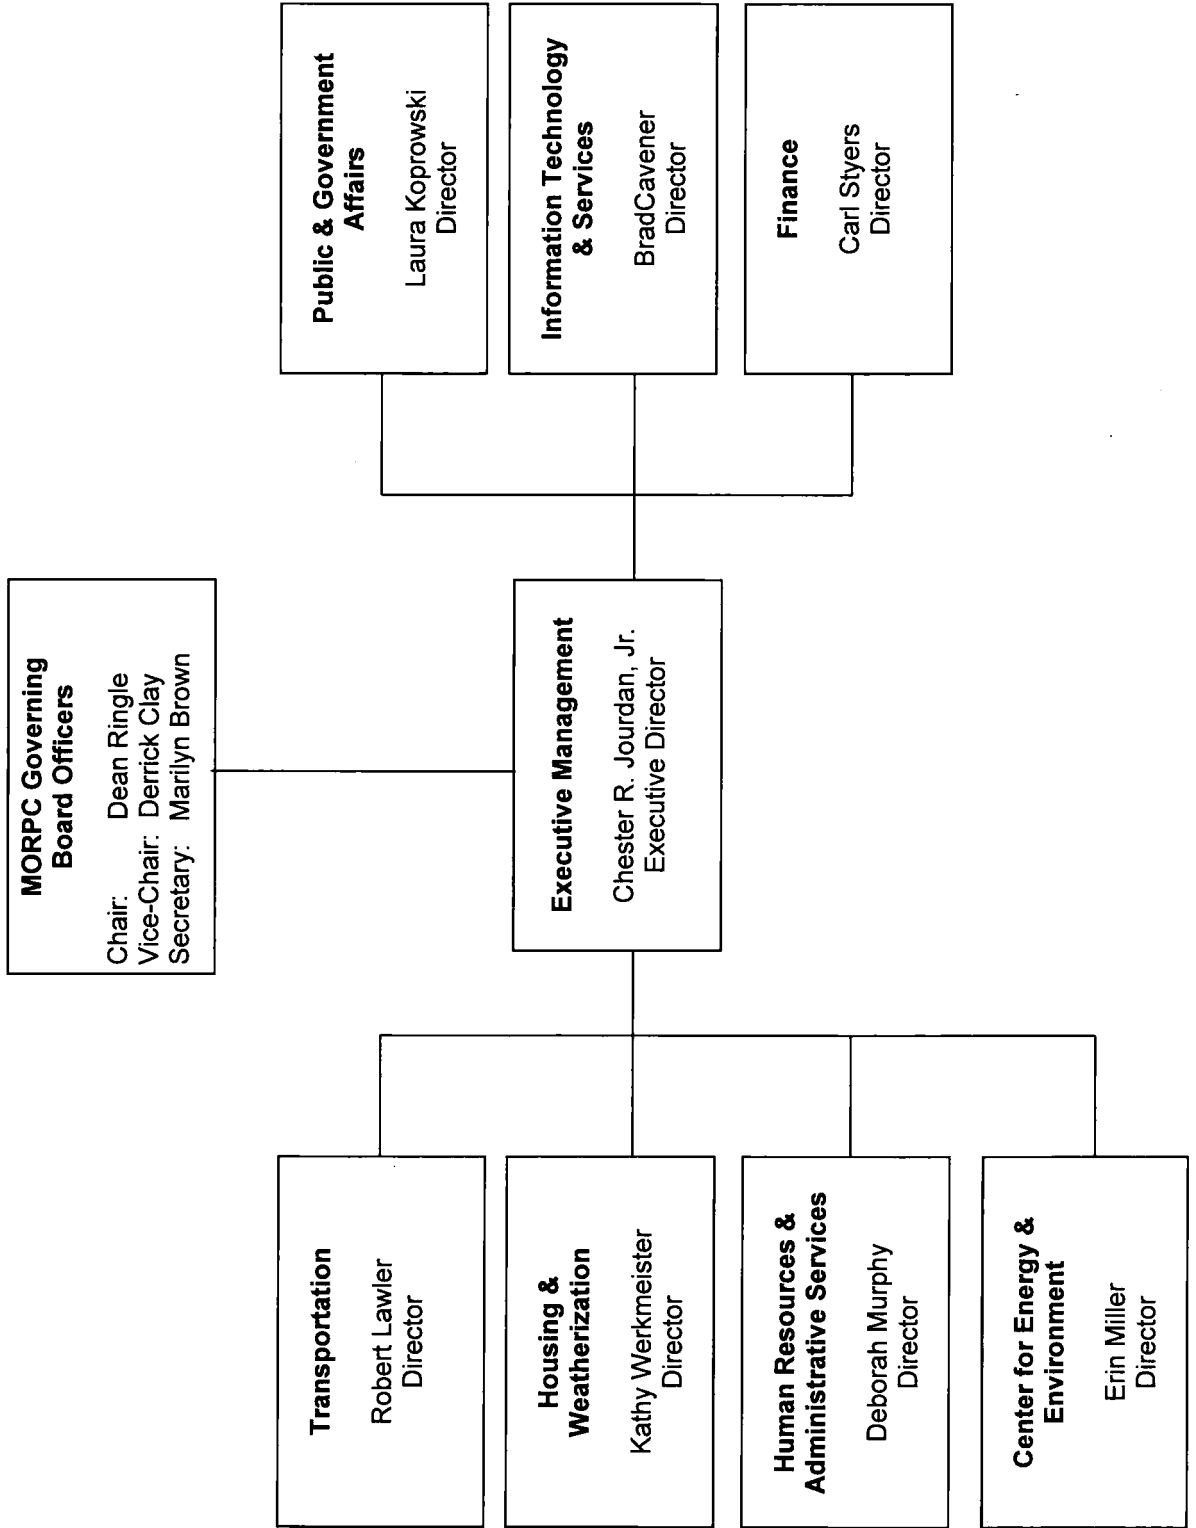 MORPC Governing
Board Officers
Chair: Dean Ringle
Vice-Chair: Derrick Clay
Secretary: Marilyn Brown
Executive Management
Chester R. Jourdan, Jr.
Executive Director
Transportation
Robert Lawler
Director
Housing &
Weatherization
Kathy Werkmeister
Director
Human Resources &
Administrative Services
Deborah Murphy
Director
Center for Energy &
Environment
Erin Miller
Director
Public & Government
Affairs
Laura Koprowski
Director
Information Technology
& Services
BradCavener
Director
Finance
Carl Styers
Director